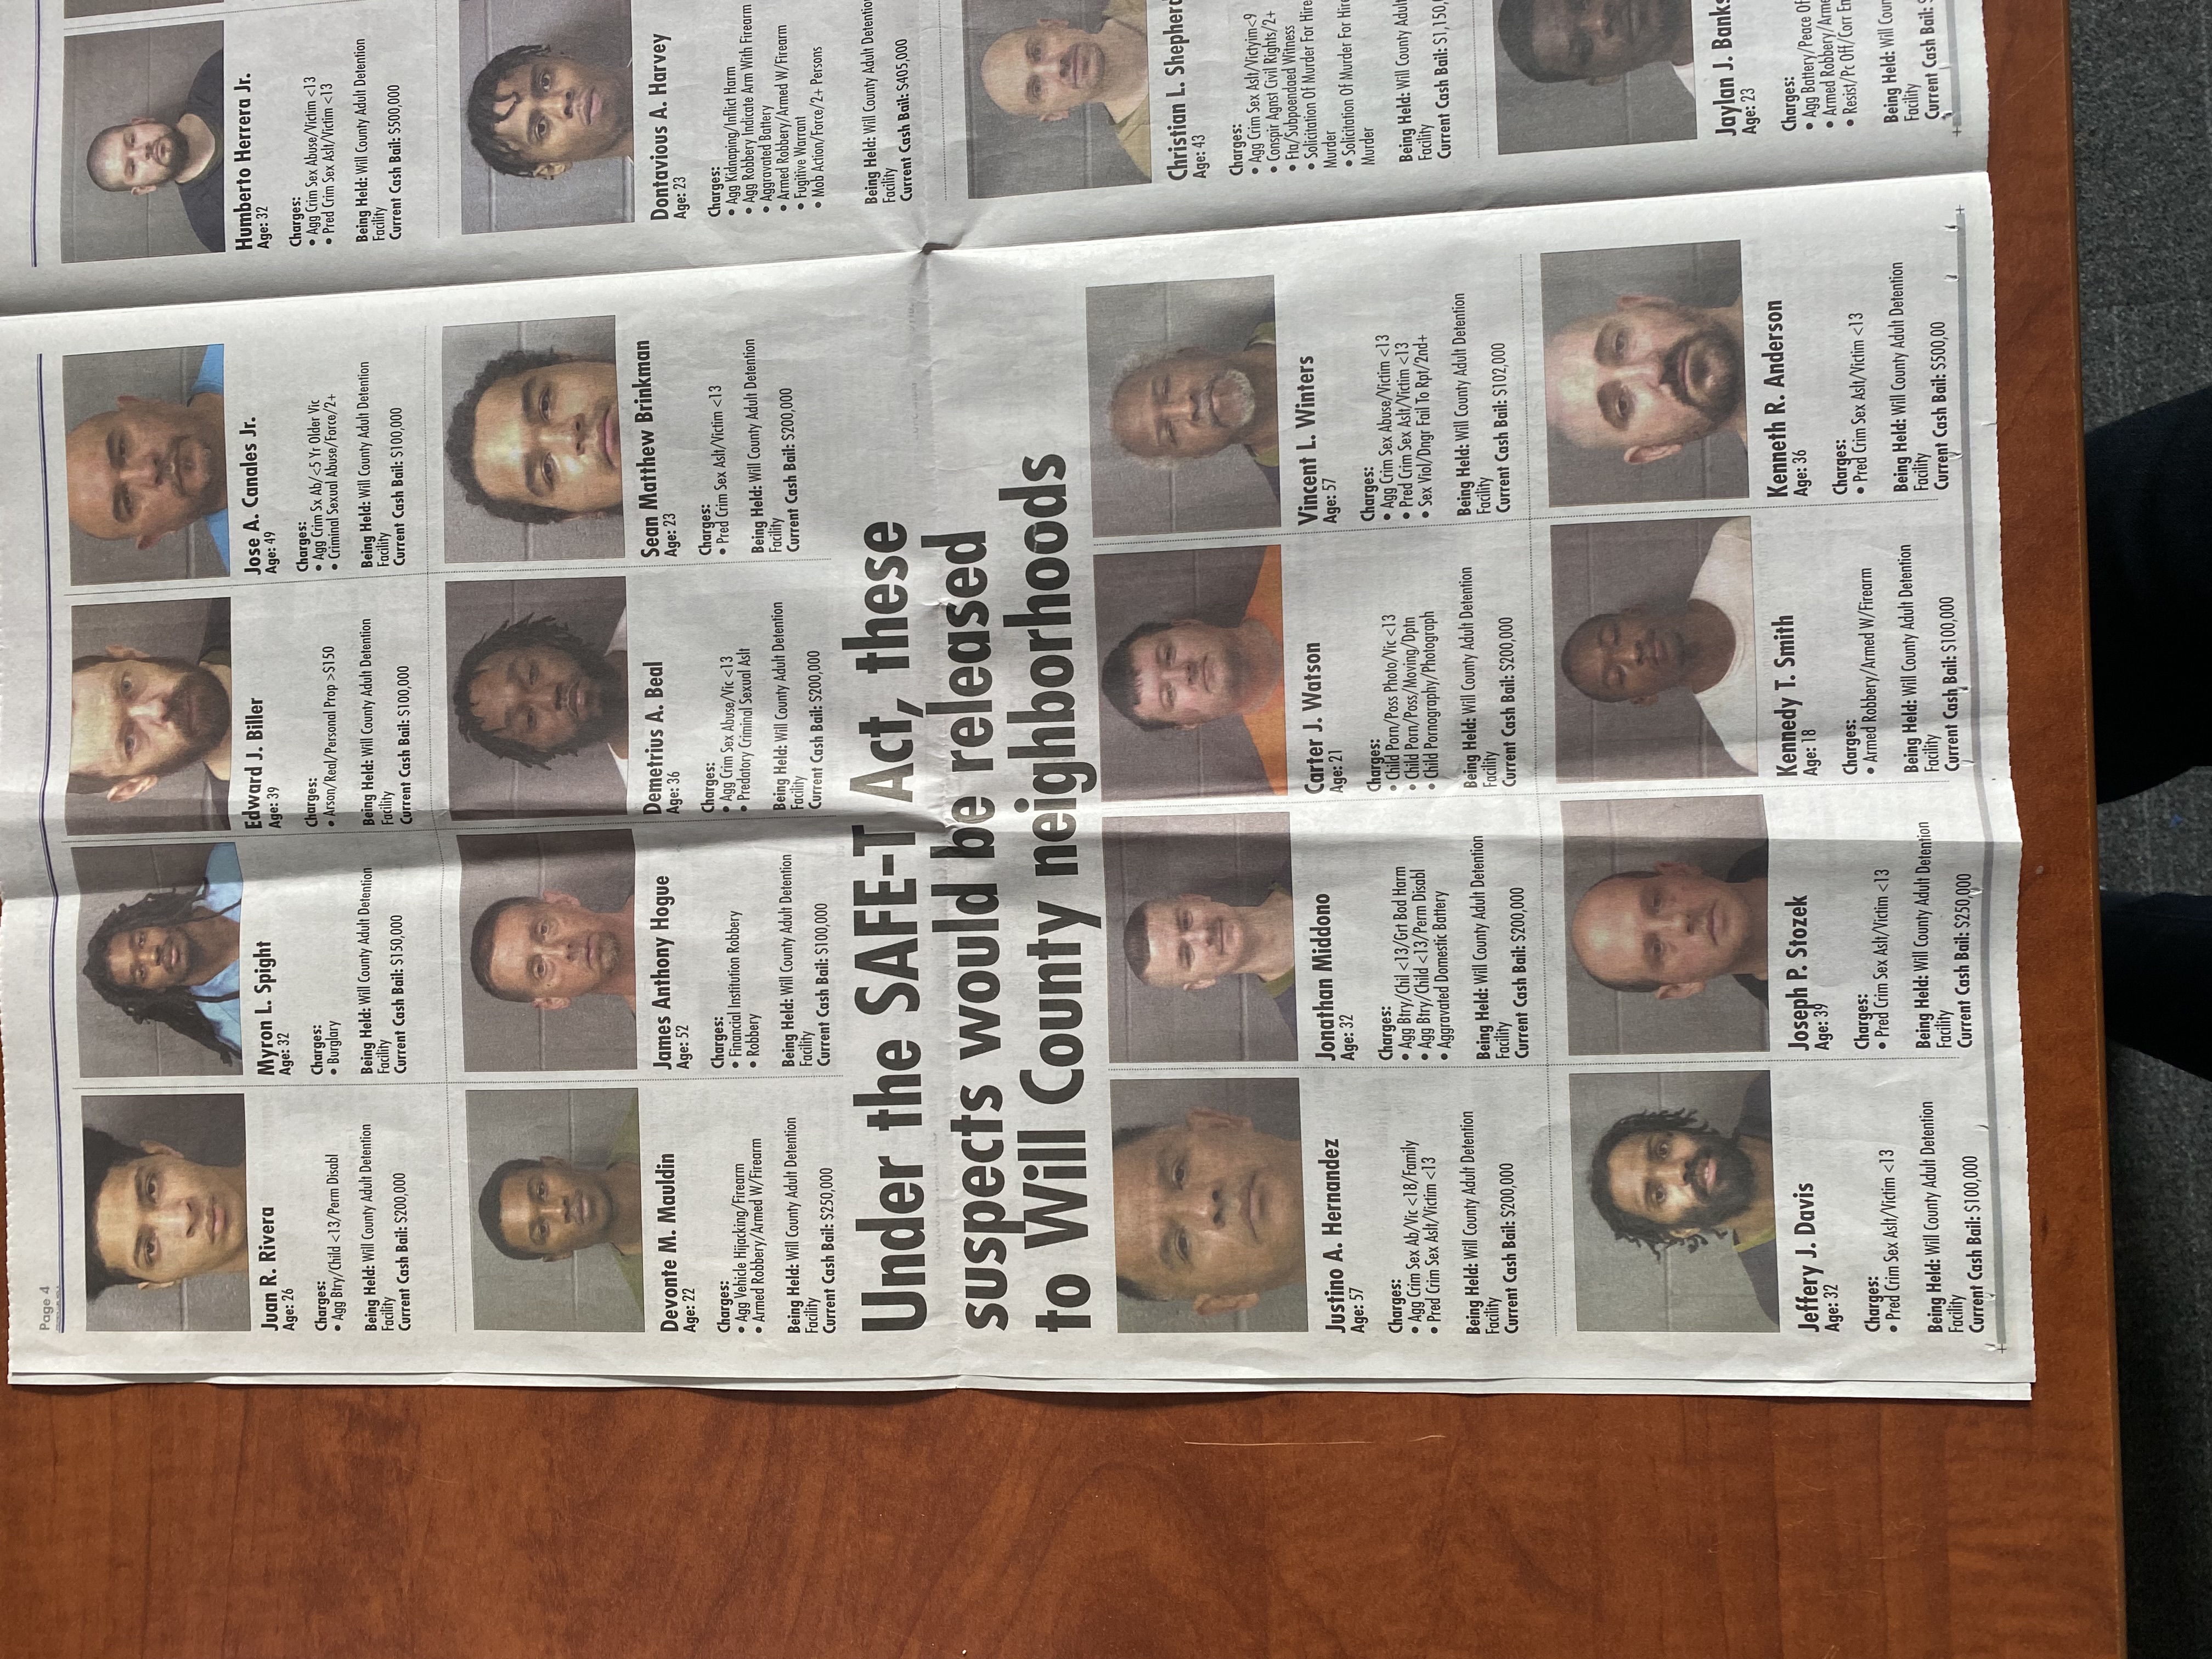 Page 4
Juan R. Rivera
Age: 26
Charges:
• Agg Btry/Child <13/Perm Disabl
Being Held: Will County Adult Detention
Facility
Current Cash Bail: $200,000
Myron L. Spight
Age: 32
Charges:
• Burglary
Being Held: Will County Adult Detention
Facility
Current Cash Bail: $150,000
Edward J. Biller
Age: 39
Charges:
• Arson/Real/Personal Prop >$150
Being Held: Will County Adult Detention
Facility
Current Cash Bail: $100,000
Jose A. Canales Jr.
Age: 49
Charges:
• Agg Crim Sx Ab/<5 Yr Older Vic
• Criminal Sexual Abuse/Force/2+
Being Held: Will County Adult Detention
Facility
Current Cash Bail: $100,000
Devonte M. Mauldin
Age: 22
Charges:
• Agg Vehicle Hijacking/Firearm
• Armed Robbery/Armed W/Firearm
Being Held: Will County Adult Detention
Facility
Current Cash Bail: $250,000
James Anthony Hogue
Age: 52
Charges:
• Financial Institution Robbery
• Robbery
Being Held: Will County Adult Detention
Facility
Current Cash Bail: $100,000
Demetrius A. Beal
Age: 36
Charges:
• Agg Crim Sex Abuse/Vic <13
• Predatory Criminal Sexual Aslt
Being Held: Will County Adult Detention
Facility
Current Cash Bail: $200,000
Sean Matthew Brinkman
Age: 23
Charges:
• Pred Crim Sex Aslt/Victim <13
Being Held: Will County Adult Detention
Facility
Current Cash Bail: $200,000
Under the SAFE-T Act, these
suspects would be released
to Will County neighborhoods
Justino A. Hernandez
Age: 57
Charges:
• Agg Crim Sex Ab/Vic <18/Family
• Pred Crim Sex Aslt/Victim <13
Being Held: Will County Adult Detention
Facility
Current Cash Bail: $200,000
Jonathan Middono
Age: 32
Charges:
• Agg Btry/Chil <13/Grt Bod Harm
• Agg Btry/Child <13/Perm Disabl
• Aggravated Domestic Battery
Being Held: Will County Adult Detention
Facility
Current Cash Bail: $200,000
Carter J. Watson
Age: 21
Charges:
• Child Porn/Poss Photo/Vic <13
• Child Porn/Poss/Moving/Dptn
• Child Pornography/Photograph
Being Held: Will County Adult Detention
Facility
Current Cash Bail: $200,000
Vincent L. Winters
Age: 57
Charges:
• Agg Crim Sex Abuse/Victim <13
• Pred Crim Sex Aslt/Victim <13
• Sex Viol/Dngr Fail To Rpt/2nd+
Being Held: Will County Adult Detention
Facility
Current Cash Bail: $102,000
Jeffery J. Davis
Age: 32
Charges:
• Pred Crim Sex Aslt/Victim <13
Being Held: Will County Adult Detention
Facility
Current Cash Bail: $100,000
Joseph P. Stozek
Age: 39
Charges:
• Pred Crim Sex Aslt/Victim <13
Being Held: Will County Adult Detention
Facility
Current Cash Bail: $250,000
Kennedy T. Smith
Age: 18
Charges:
• Armed Robbery/Armed W/Firearm
Being Held: Will County Adult Detention
Facility
Current Cash Bail: $100,000
Kenneth R. Anderson
Age: 36
Charges:
• Pred Crim Sex Aslt/Victim <13
Being Held: Will County Adult Detention
Facility
Current Cash Bail: $500,00
Humberto Herrera Jr.
Age: 32
Charges:
• Agg Crim Sex Abuse/Victim <13
• Pred Crim Sex Aslt/Victim <13
Being Held: Will County Adult Detention
Facility
Current Cash Bail: $500,000
Dontavious A. Harvey
Age: 23
Charges:
• Agg Kidnaping/Inflict Harm
• Agg Robbery Indicate Arm With Firearm
• Aggravated Battery
• Armed Robbery/Armed W/Firearm
• Fugitive Warrant
• Mob Action/Force/2+ Persons
Being Held: Will County Adult Detentio
Facility
Current Cash Bail: $405,000
Christian L. Shepherd
Age: 43
Charges:
• Agg Crim Sex Aslt/Victyim<9
• Conspir Agnst Civil Rights/2+
• Fta/Subpoendaed Witness
• Solicitation Of Murder For Hire
Murder
• Solicitation Of Murder For Hire
Murder
Being Held: Will County Adult
Facility
Current Cash Bail: $1,150,
Jaylan J. Banks
Age: 23
Charges:
• Agg Battery/Peace Of
• Armed Robbery/Arme
• Resist/Pc Off/Corr Em
Being Held: Will Coun
Facility
Current Cash Bail: $